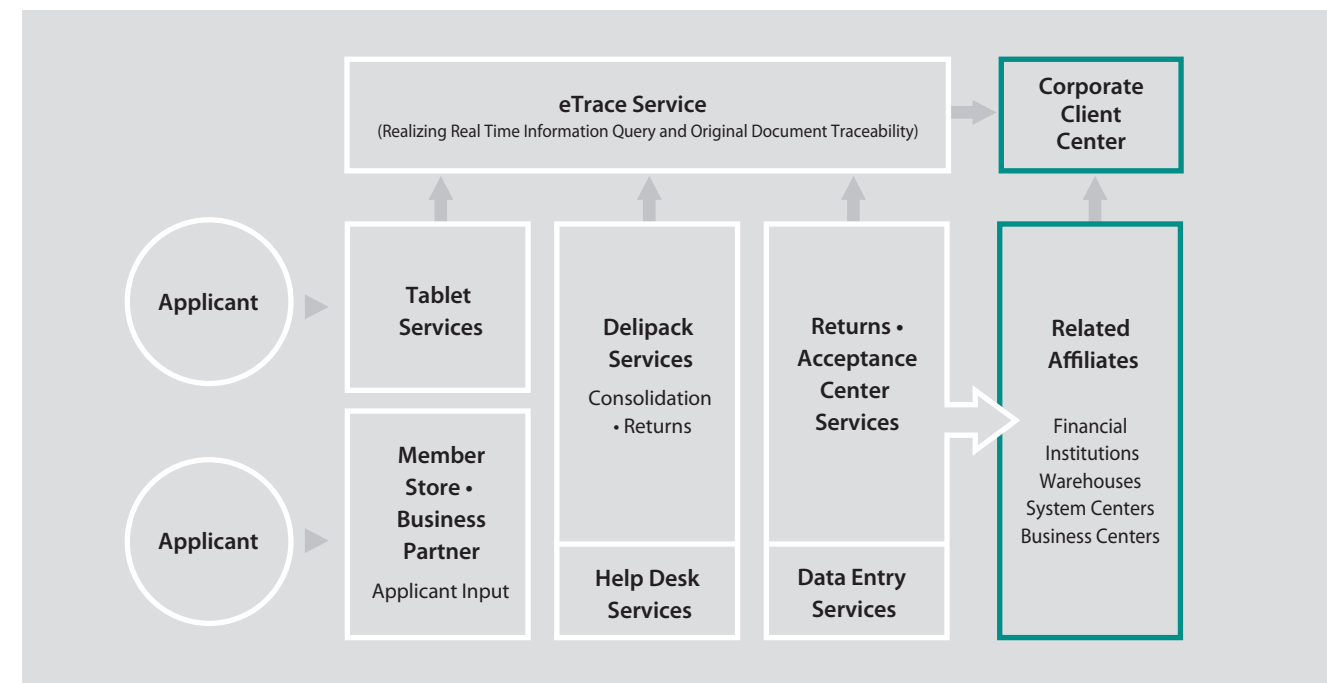 eTrace Service
(Realizing Real Time Information Query and Original Document Traceability)
Corporate
Client
Center
Applicant
Tablet
Services
Delipack
Services
Consolidation
• Returns
Returns •
Acceptance
Center
Services
Related
Affiliates
Financial
Institutions
Warehouses
System Centers
Business Centers
Applicant
Member
Store •
Business
Partner
Applicant Input
Help Desk
Services
Data Entry
Services